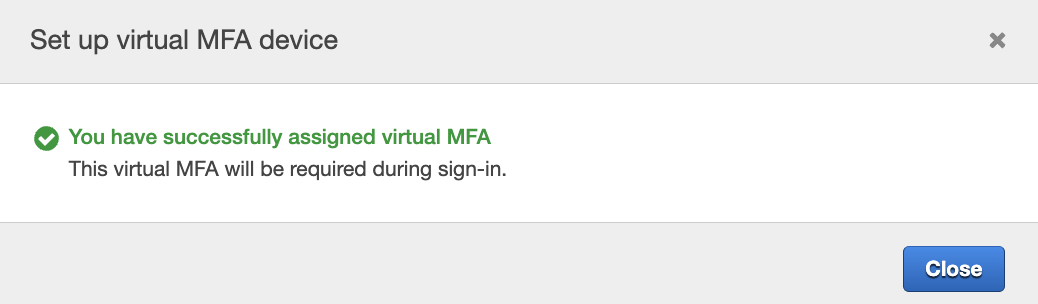 Set up virtual MFA device
You have successfully assigned virtual MFA
This virtual MFA will be required during sign-in.
Close